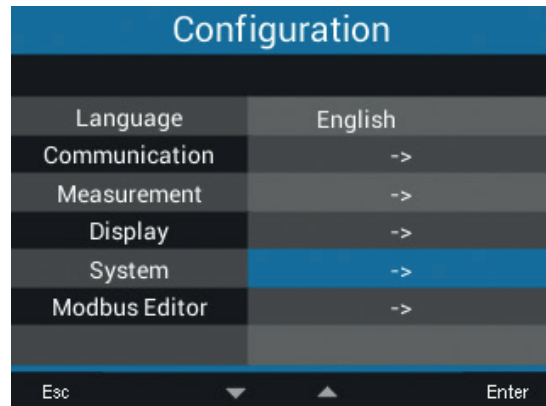 Configuration
Language English
Communication ->
Measurement ->
Display ->
System ->
Modbus Editor ->
Esc Enter